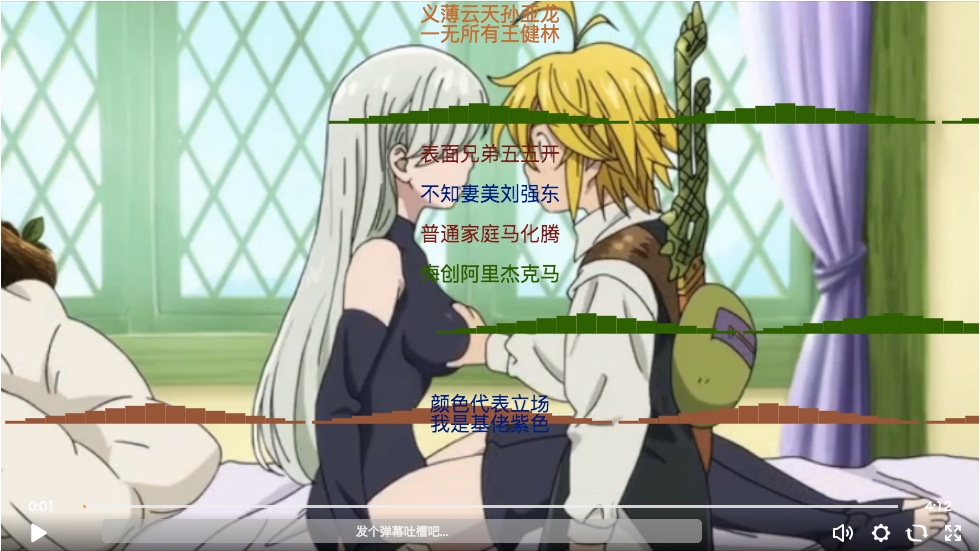 义薄云天孙亚龙
一无所有王健林
表面兄弟五五开
不知妻美刘强东
普通家庭马化腾
悔创阿里杰克马
颜色代表立场
我是基佬紫色
0:01
4:12
发个弹幕吐槽吧...